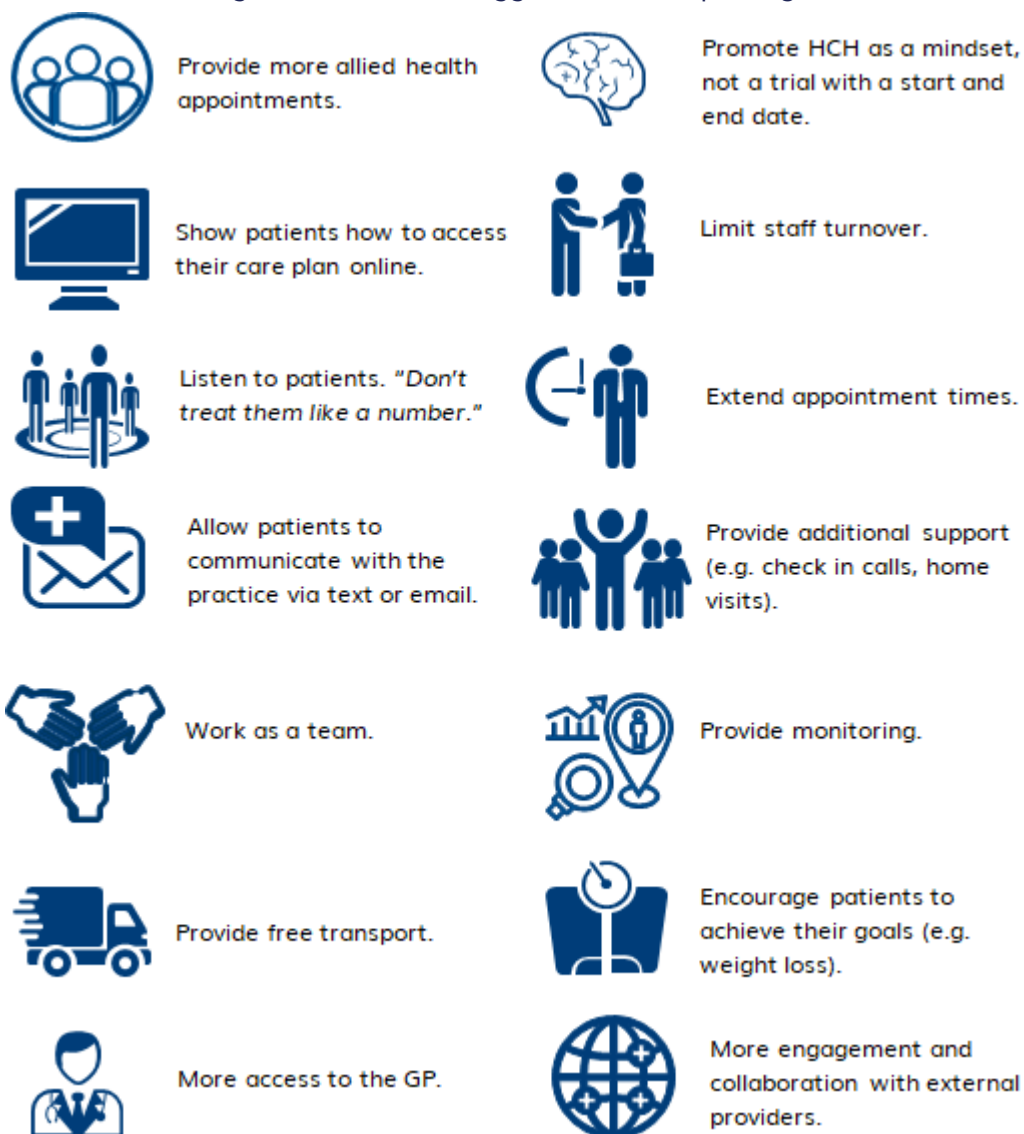 Provide more allied health
appointments.
Promote HCH as a mindset,
not a trial with a start and
end date.
Show patients how to access
their care plan online.
Limit staff turnover.
Listen to patients. "Don't
treat them like a number."
Extend appointment times.
Allow patients to
communicate with the
practice via text or email.
Provide additional support
(e.g. check in calls, home
visits).
Work as a team.
Provide monitoring.
Provide free transport.
Encourage patients to
achieve their goals (e.g.
weight loss).
More access to the GP.
More engagement and
collaboration with external
providers.